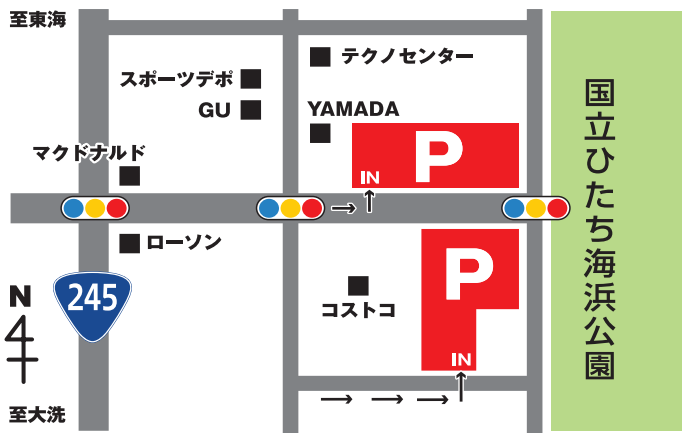 至東海
テクノセンター
スポーツデポ
GU
YAMADA
マクドナルド
P
IN
ローソン
245
P
コストコ
IN
N
至大洗
国立ひたち海浜公園